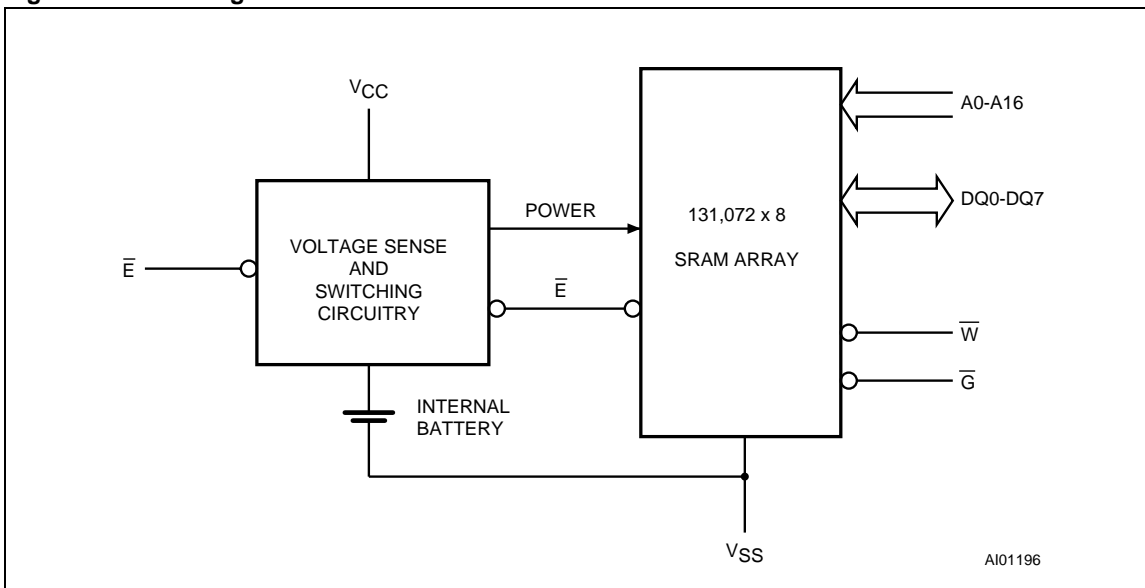 V_CC
E̅
VOLTAGE SENSE
AND
SWITCHING
CIRCUITRY
POWER
E̅
INTERNAL
BATTERY
131,072 x 8
SRAM ARRAY
A0-A16
DQ0-DQ7
W̅
G̅
V_SS
AI01196